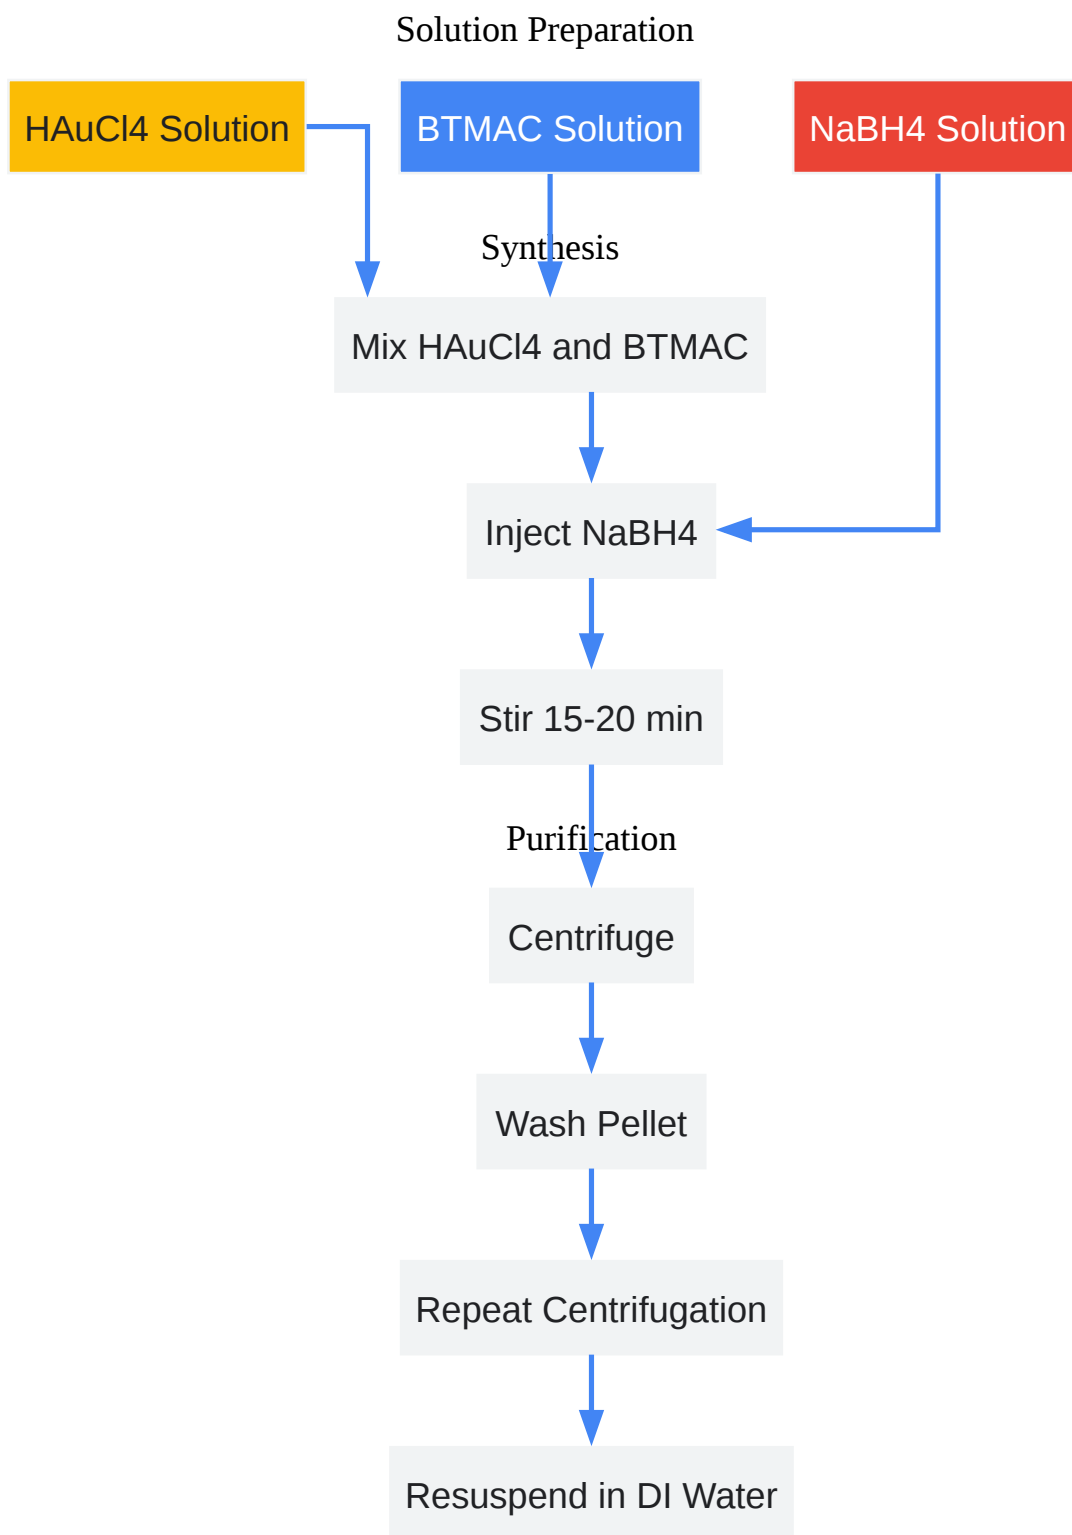 Solution Preparation
HAuCl4 Solution
BTMAC Solution
NaBH4 Solution
Synthesis
Mix HAuCl4 and BTMAC
Inject NaBH4
Stir 15-20 min
Purification
Centrifuge
Wash Pellet
Repeat Centrifugation
Resuspend in DI Water